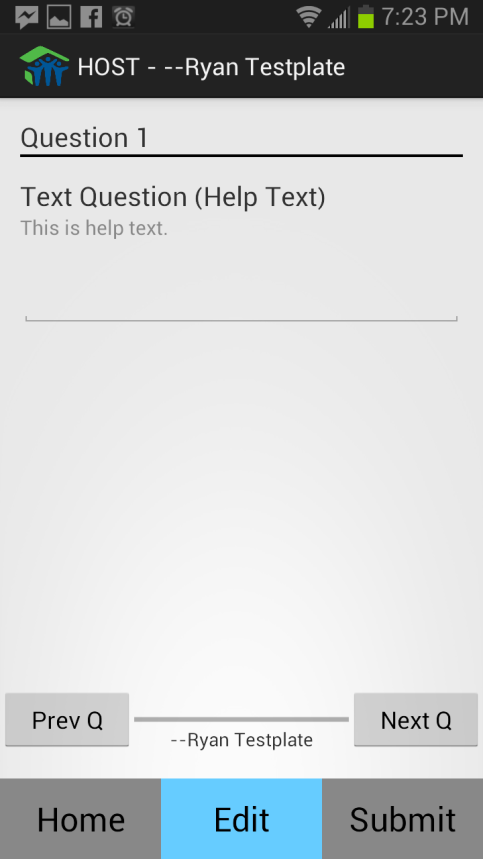 7:23 PM
HOST - --Ryan Testplate
Question 1
Text Question (Help Text)
This is help text.
Prev Q
--Ryan Testplate
Next Q
Home
Edit
Submit